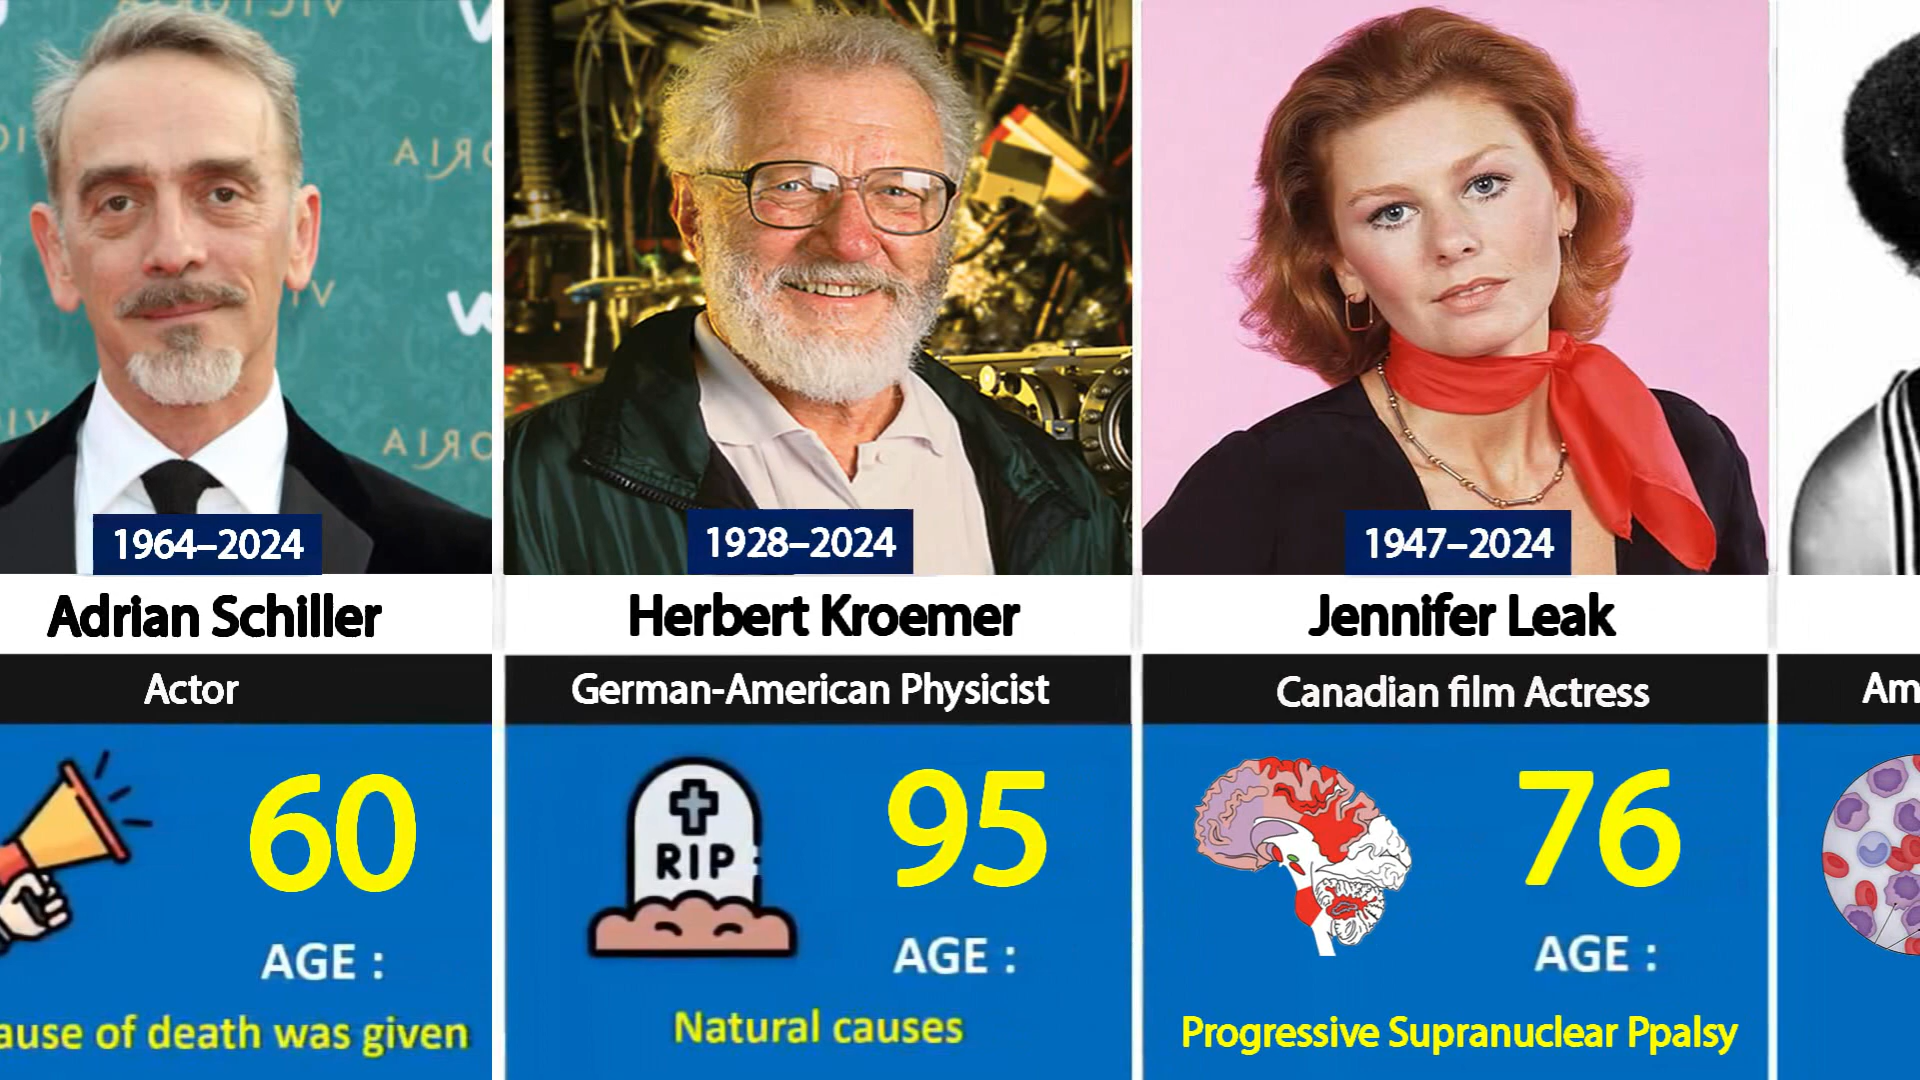 1964–2024
Adrian Schiller
Actor
60
AGE :
ause of death was given
1928–2024
Herbert Kroemer
German-American Physicist
RIP
95
AGE :
Natural causes
1947–2024
Jennifer Leak
Canadian film Actress
76
AGE :
Progressive Supranuclear Ppalsy
Am